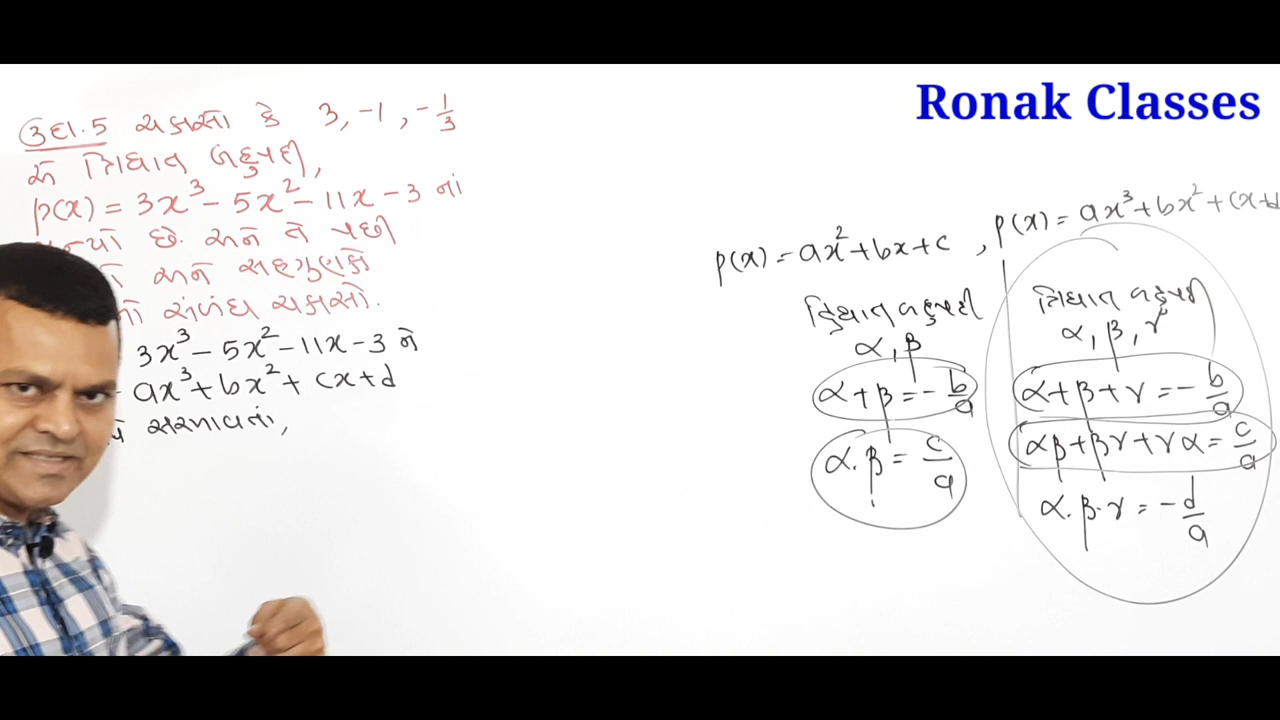 Ronak Classes
ઉદા.5 ચકાસો કે 3, -1, -1/3
એ ત્રિઘાત બહુપદી,
p(x) = 3x³ - 5x² - 11x - 3 નાં
શૂન્યો છે. અને તે પછી
અને સહગુણકો
નો સંબંધ ચકાસો.
3x³ - 5x² - 11x - 3 ને
ax³ + bx² + cx + d
સરખાવતાં,
p(x) = ax² + bx + c , p(x) = ax³ + bx² + cx + d
દ્વિઘાત બહુપદી
α, β
α + β = - b/a
α . β = c/a
ત્રિઘાત બહુપદી
α, β, γ
α + β + γ = - b/a
αβ + βγ + γα = c/a
α . β . γ = - d/a